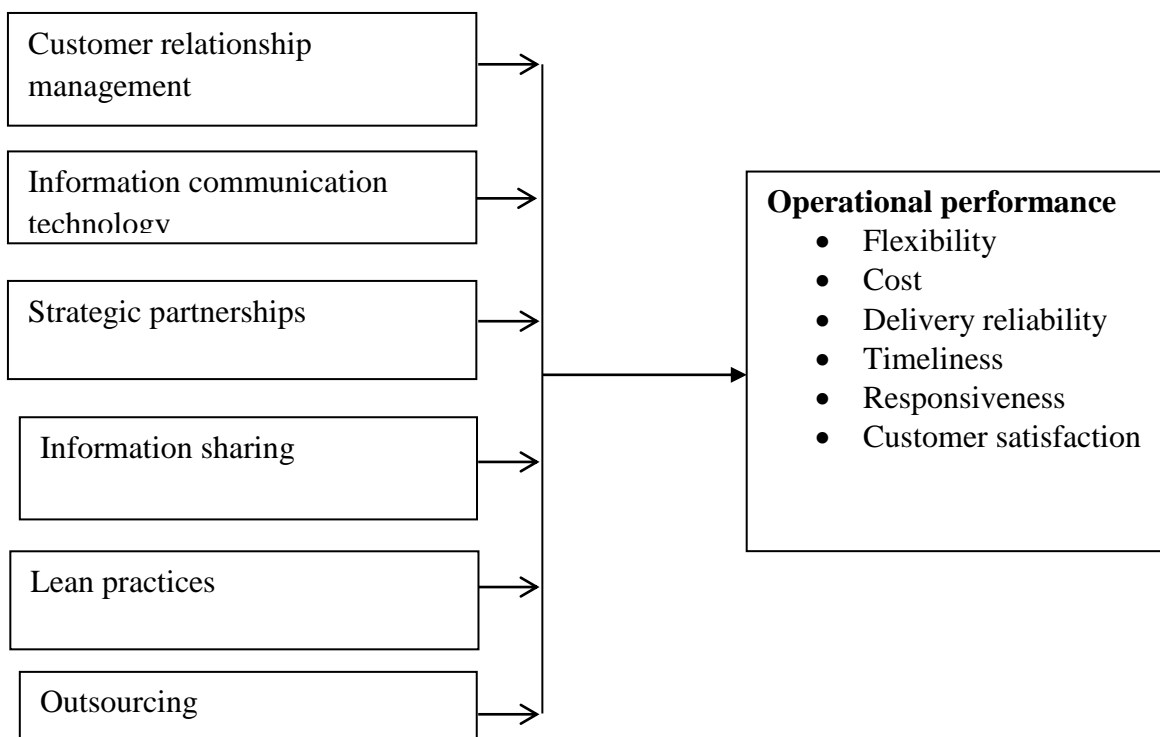 Customer relationship
management
Information communication
technology
Strategic partnerships
Information sharing
Lean practices
Outsourcing
Operational performance
• Flexibility
• Cost
• Delivery reliability
• Timeliness
• Responsiveness
• Customer satisfaction